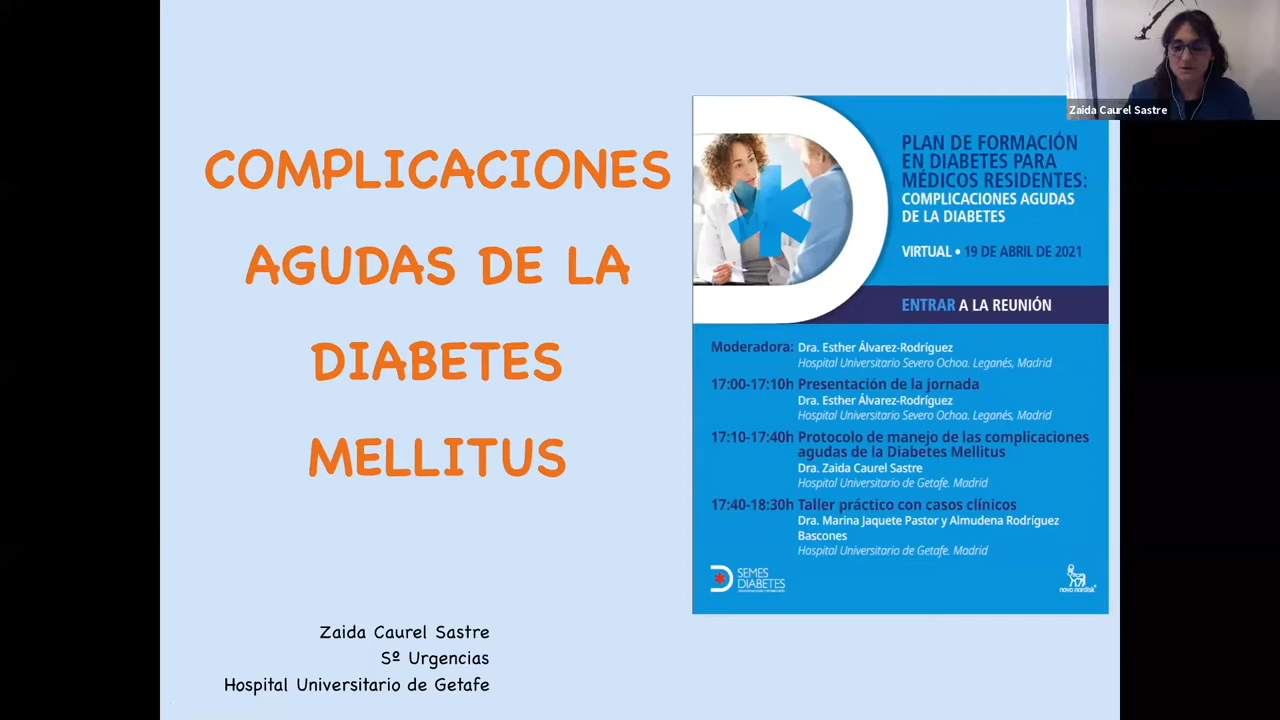 COMPLICACIONES
AGUDAS DE LA
DIABETES
MELLITUS
Zaida Caurel Sastre
Sº Urgencias
Hospital Universitario de Getafe
PLAN DE FORMACIÓN
EN DIABETES PARA
MÉDICOS RESIDENTES:
COMPLICACIONES AGUDAS
DE LA DIABETES
VIRTUAL • 19 DE ABRIL DE 2021
ENTRAR A LA REUNIÓN
Moderadora: Dra. Esther Álvarez-Rodríguez
Hospital Universitario Severo Ochoa. Leganés, Madrid
17:00-17:10h Presentación de la jornada
Dra. Esther Álvarez-Rodríguez
Hospital Universitario Severo Ochoa. Leganés, Madrid
17:10-17:40h Protocolo de manejo de las complicaciones
agudas de la Diabetes Mellitus
Dra. Zaida Caurel Sastre
Hospital Universitario de Getafe. Madrid
17:40-18:30h Taller práctico con casos clínicos
Dra. Marina Jaquete Pastor y Almudena Rodríguez
Bascones
Hospital Universitario de Getafe. Madrid
SEMES
DIABETES
novo nordisk®
Zaida Caurel Sastre